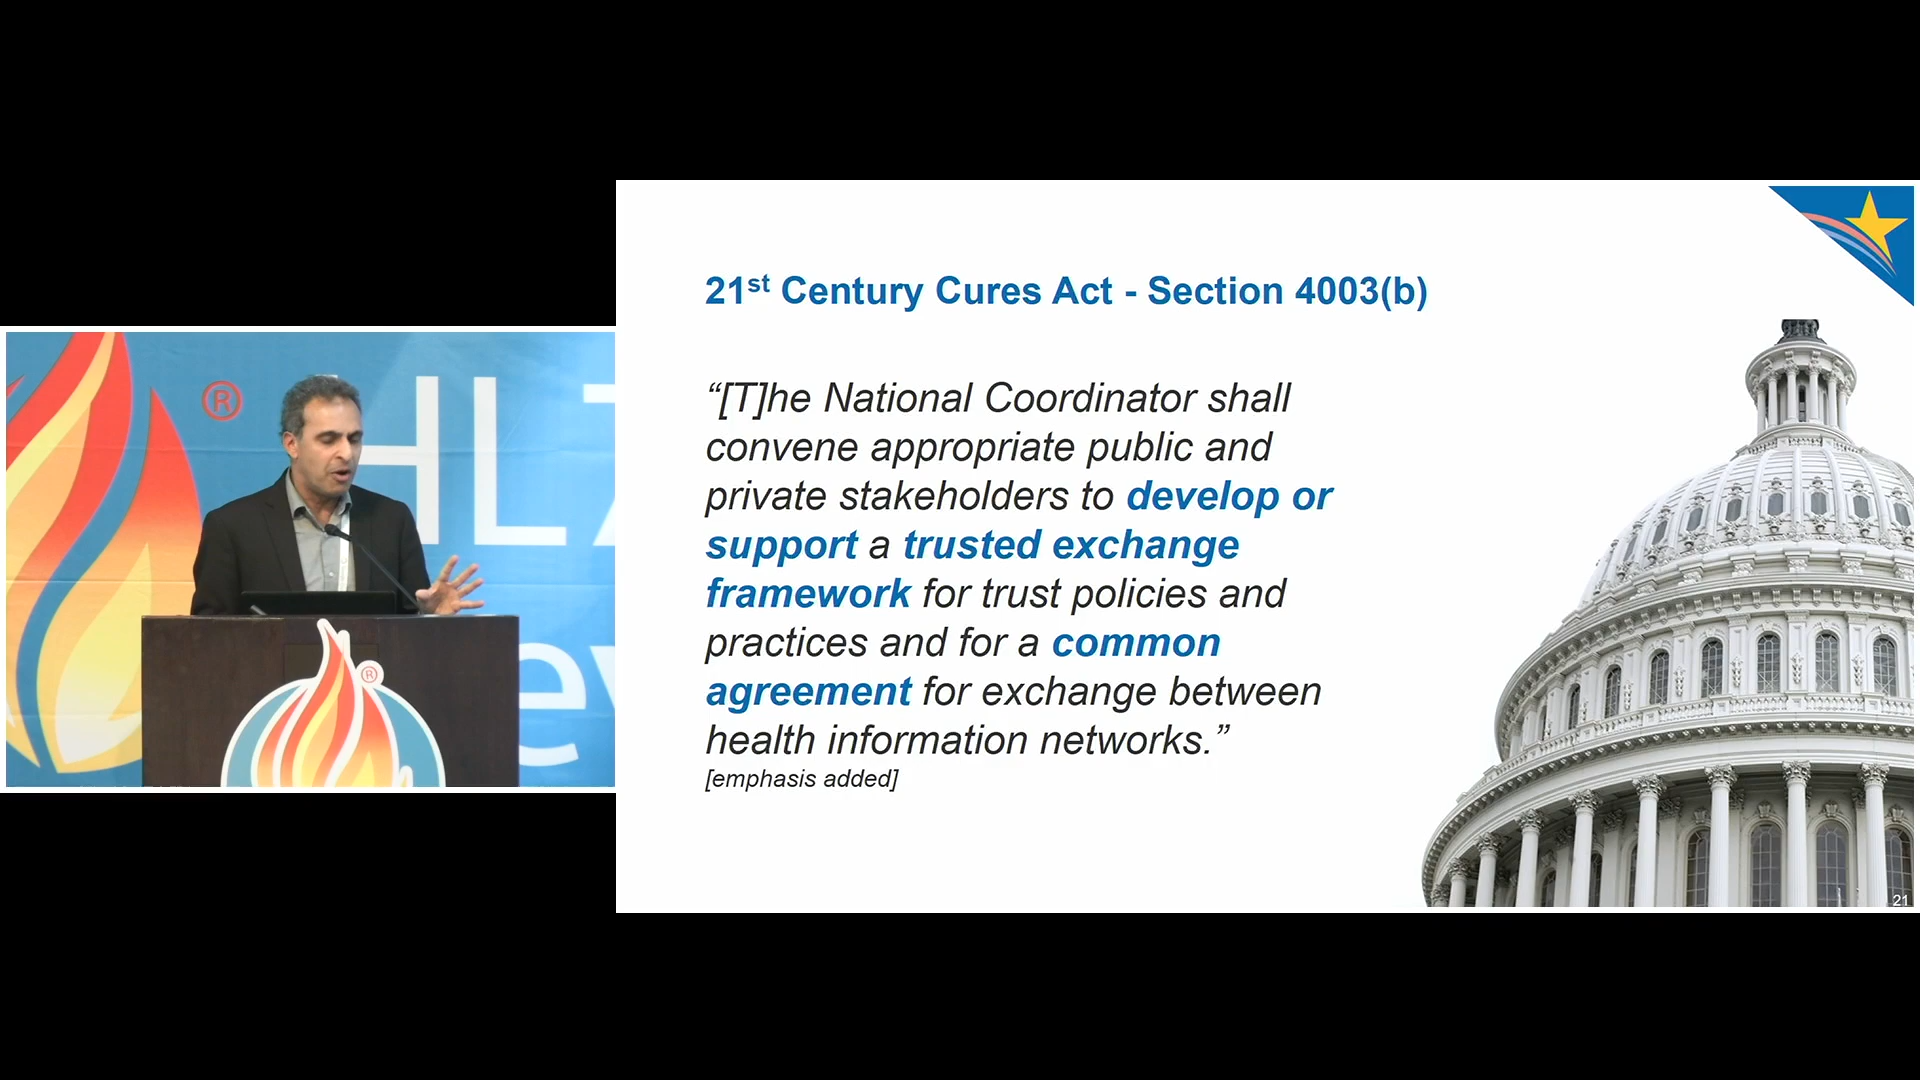 21st Century Cures Act - Section 4003(b)
“[T]he National Coordinator shall
convene appropriate public and
private stakeholders to develop or
support a trusted exchange
framework for trust policies and
practices and for a common
agreement for exchange between
health information networks.”
[emphasis added]
21
®
HL7
ev
®